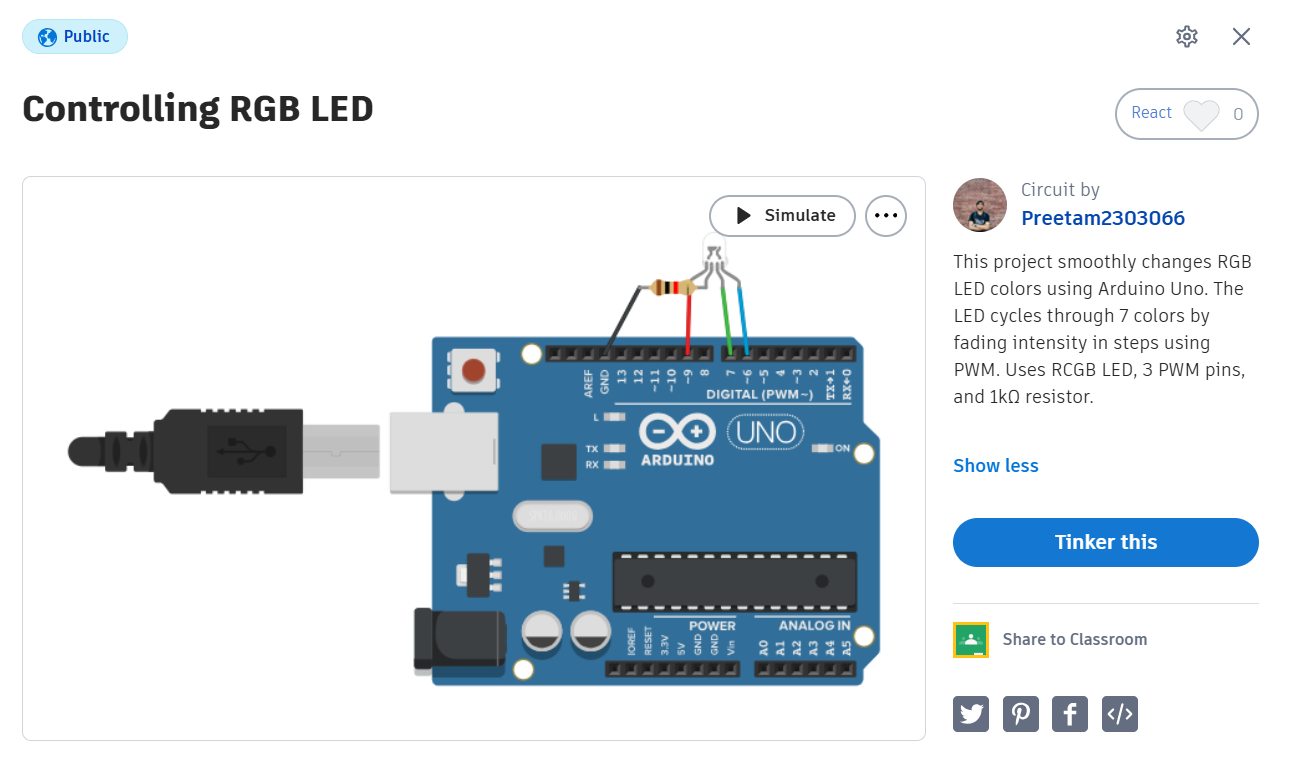 Public
Controlling RGB LED
React 0
Simulate
Circuit by
Preetam2303066
This project smoothly changes RGB
LED colors using Arduino Uno. The
LED cycles through 7 colors by
fading intensity in steps using
PWM. Uses RCGB LED, 3 PWM pins,
and 1kΩ resistor.
Show less
Tinker this
Share to Classroom
AREF GND 13 12 ~11 ~10 ~9 8 7 ~6 ~5 4 ~3 2 TX→1 RX←0
DIGITAL (PWM~)
L
TX
RX
UNO
ARDUINO
ON
POWER ANALOG IN
IOREF RESET 3.3V 5V GND GND Vin A0 A1 A2 A3 A4 A5